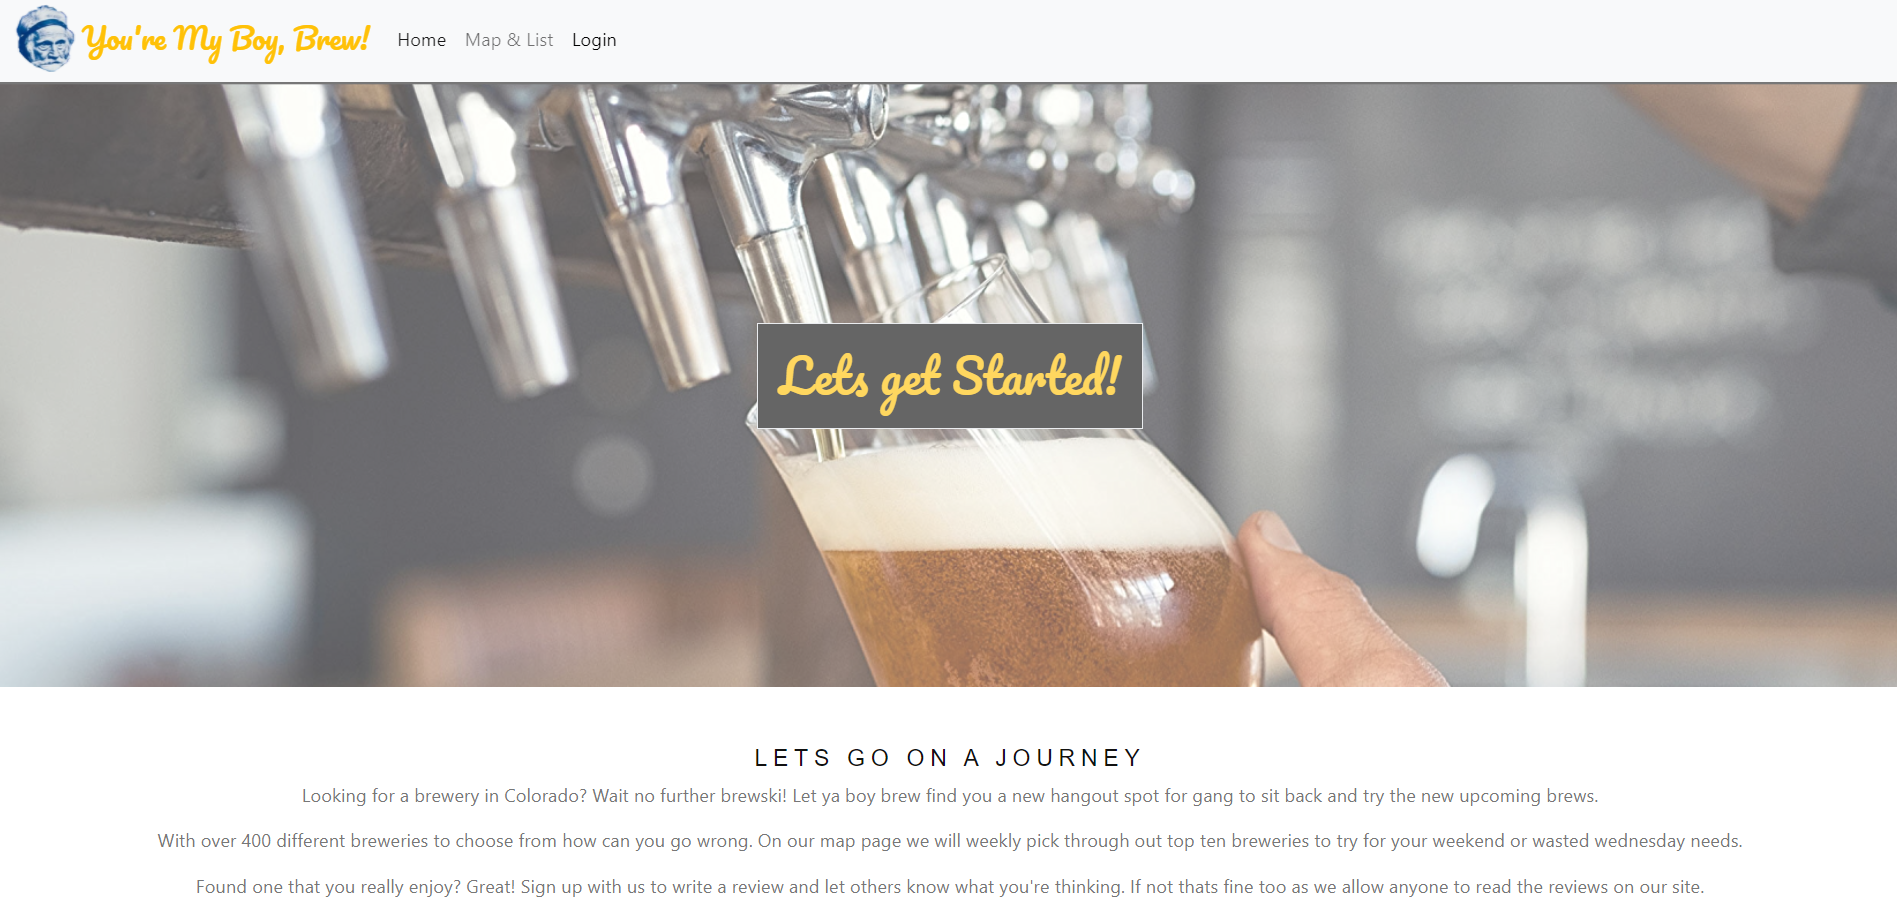 You're My Boy, Brew!
Home Map & List Login
Lets get Started!
LETS GO ON A JOURNEY
Looking for a brewery in Colorado? Wait no further brewski! Let ya boy brew find you a new hangout spot for gang to sit back and try the new upcoming brews.
With over 400 different breweries to choose from how can you go wrong. On our map page we will weekly pick through out top ten breweries to try for your weekend or wasted wednesday needs.
Found one that you really enjoy? Great! Sign up with us to write a review and let others know what you're thinking. If not thats fine too as we allow anyone to read the reviews on our site.